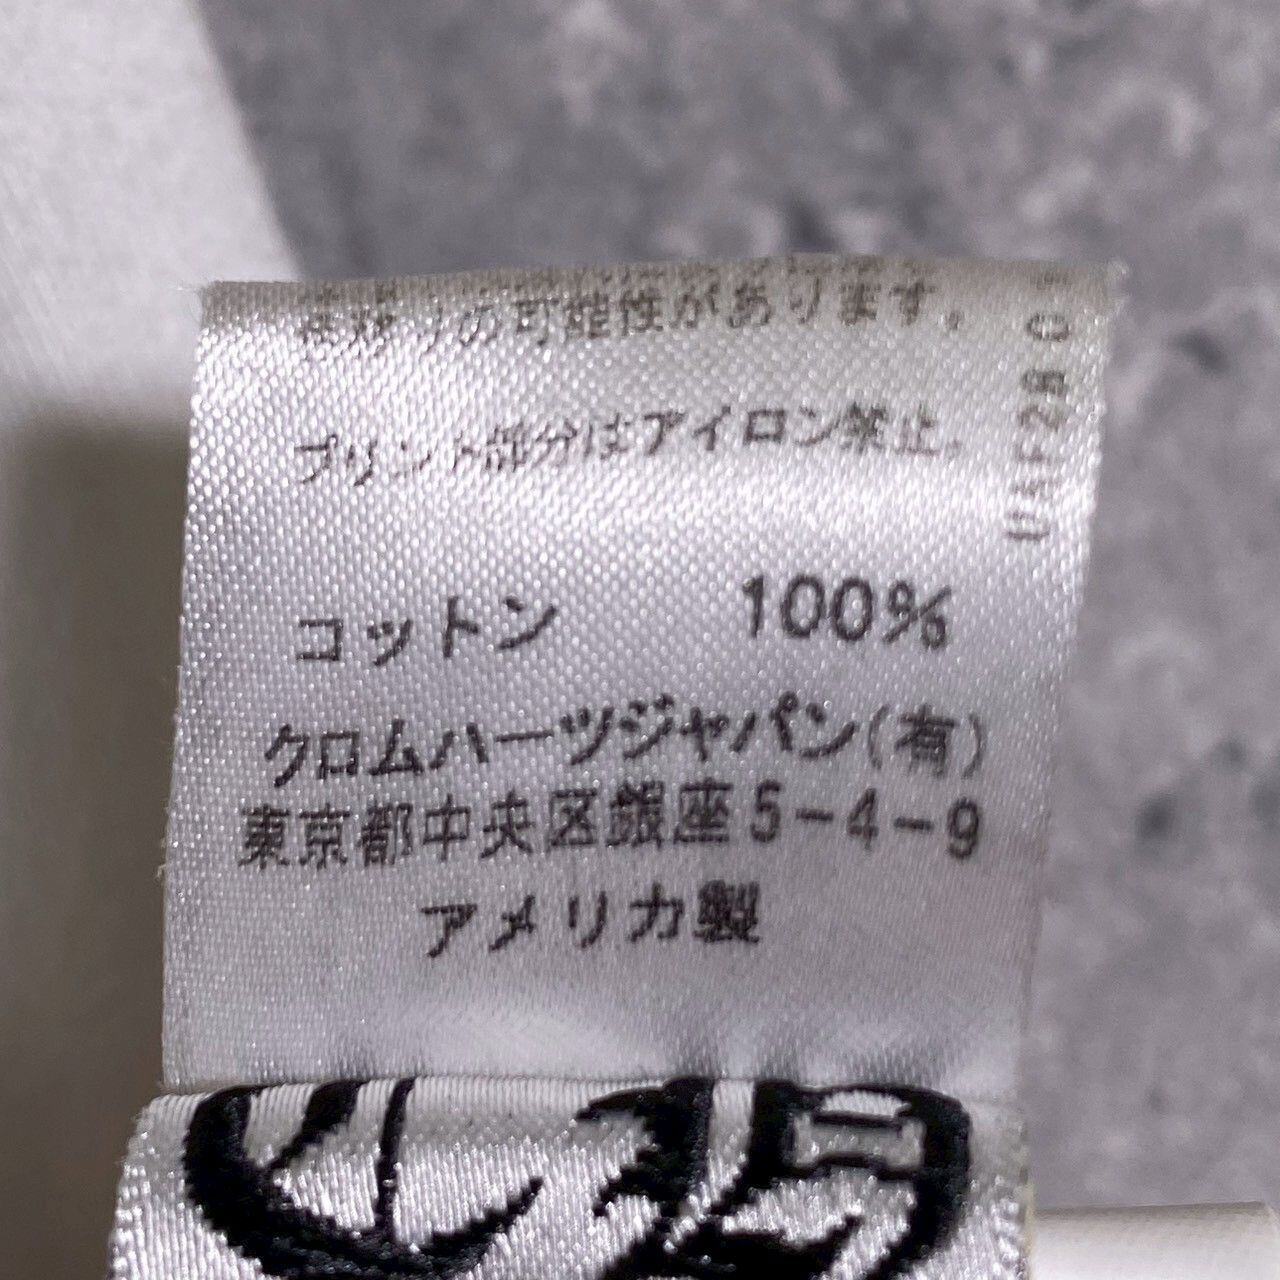 の可能性があります。
プリント部分はアイロン禁止。
コットン 100%
クロムハーツジャパン(有)
東京都中央区銀座5-4-9
アメリカ製